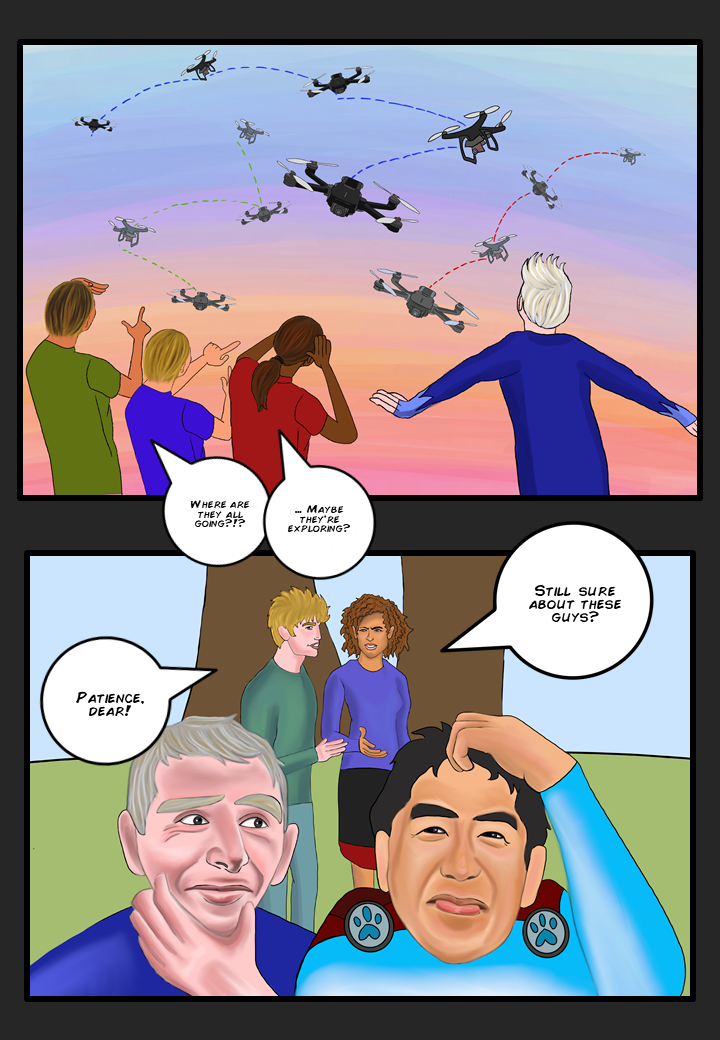 Where are
they all
going?!?
... Maybe
they're
exploring?
Still sure
about these
guys?
Patience,
dear!